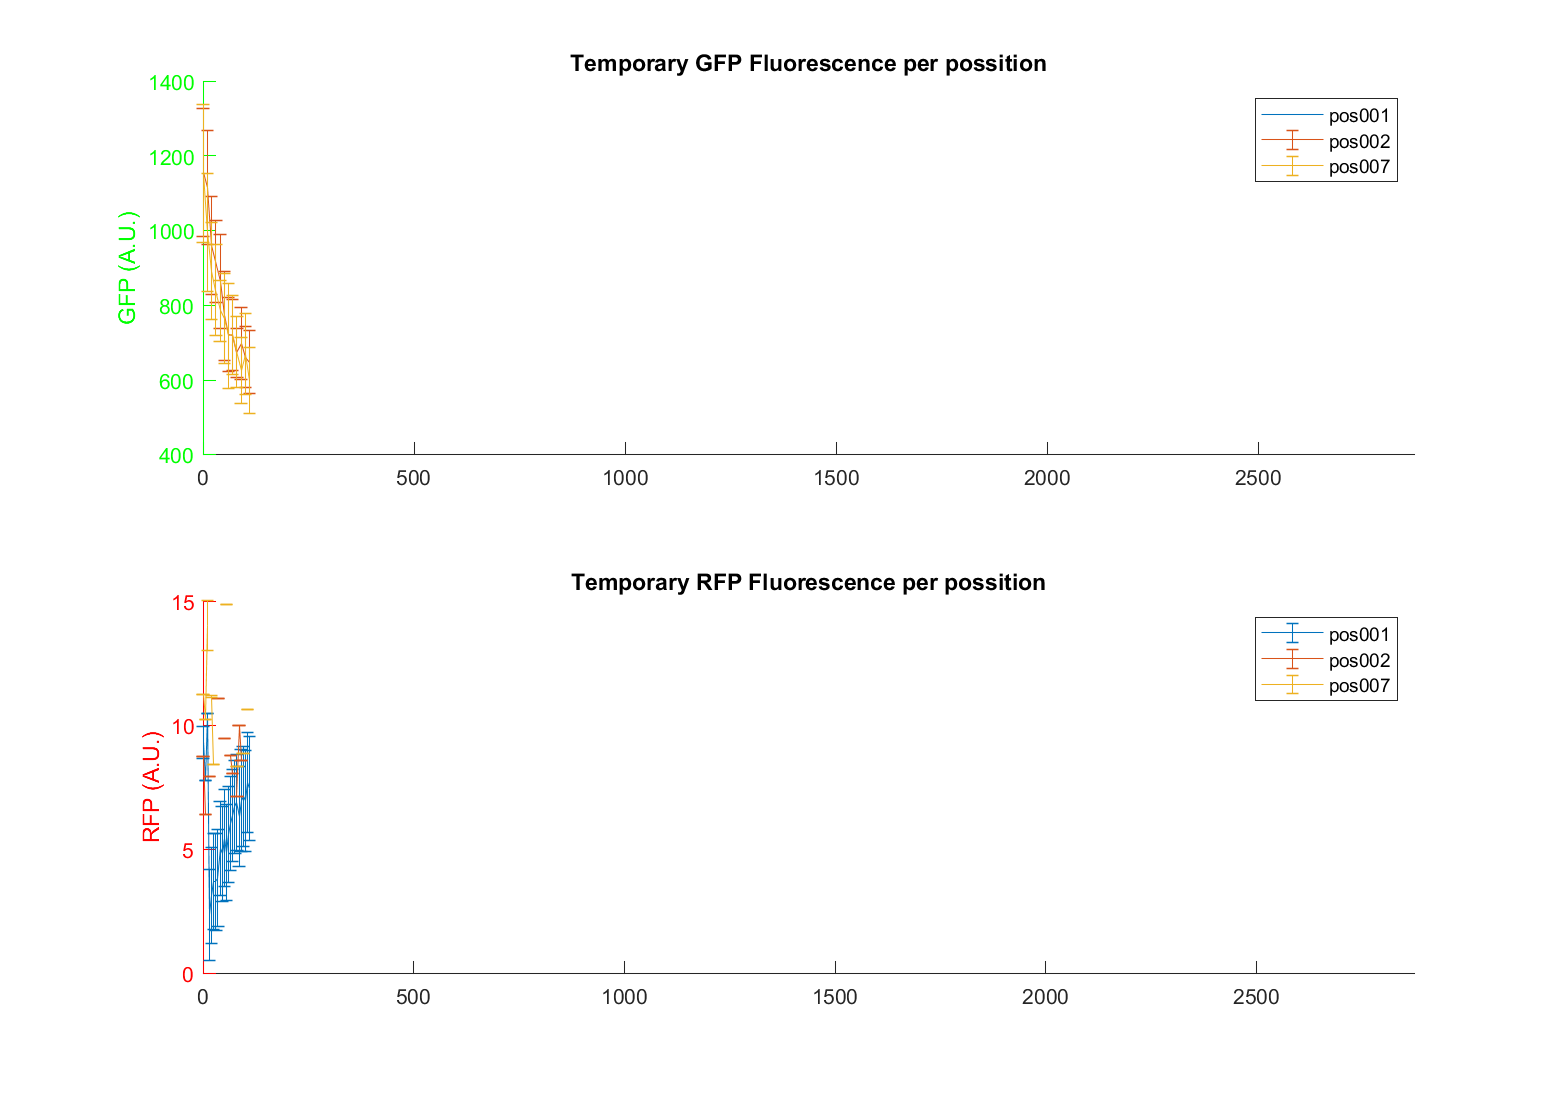 Temporary GFP Fluorescence per possition
1400
1200
1000
800
600
400
GFP (A.U.)
pos001
pos002
pos007
0 500 1000 1500 2000 2500
Temporary RFP Fluorescence per possition
15
10
5
0
RFP (A.U.)
pos001
pos002
pos007
0 500 1000 1500 2000 2500